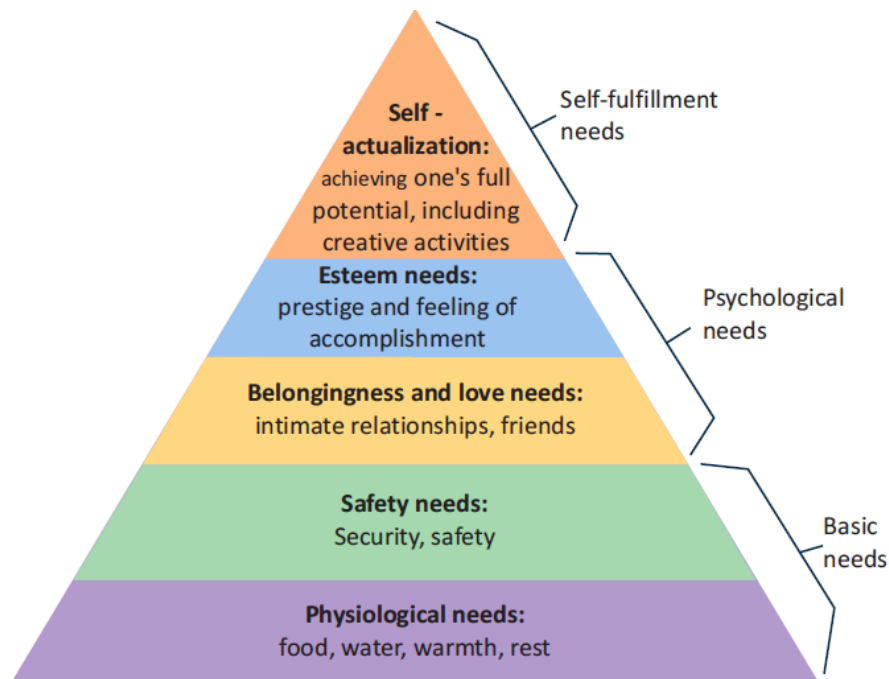 Self -
actualization:
achieving one's full
potential, including
creative activities
Self-fulfillment
needs
Esteem needs:
prestige and feeling of
accomplishment
Psychological
needs
Belongingness and love needs:
intimate relationships, friends
Safety needs:
Security, safety
Basic
needs
Physiological needs:
food, water, warmth, rest